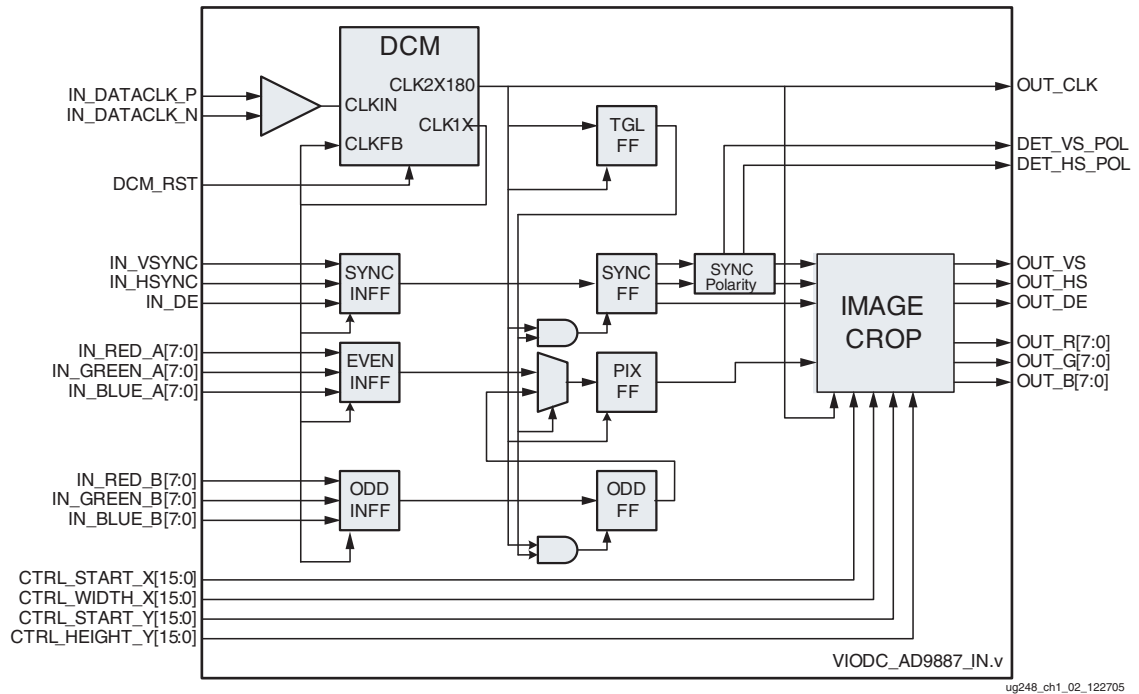 DCM
CLK2X180
CLKIN
CLK1X
CLKFB
IN_DATACLK_P
IN_DATACLK_N
DCM_RST
TGL
FF
OUT_CLK
DET_VS_POL
DET_HS_POL
IN_VSYNC
IN_HSYNC
IN_DE
SYNC
INFF
SYNC
FF
SYNC
Polarity
IMAGE
CROP
OUT_VS
OUT_HS
OUT_DE
OUT_R[7:0]
OUT_G[7:0]
OUT_B[7:0]
IN_RED_A[7:0]
IN_GREEN_A[7:0]
IN_BLUE_A[7:0]
EVEN
INFF
PIX
FF
IN_RED_B[7:0]
IN_GREEN_B[7:0]
IN_BLUE_B[7:0]
ODD
INFF
ODD
FF
CTRL_START_X[15:0]
CTRL_WIDTH_X[15:0]
CTRL_START_Y[15:0]
CTRL_HEIGHT_Y[15:0]
VIODC_AD9887_IN.v
ug248_ch1_02_122705